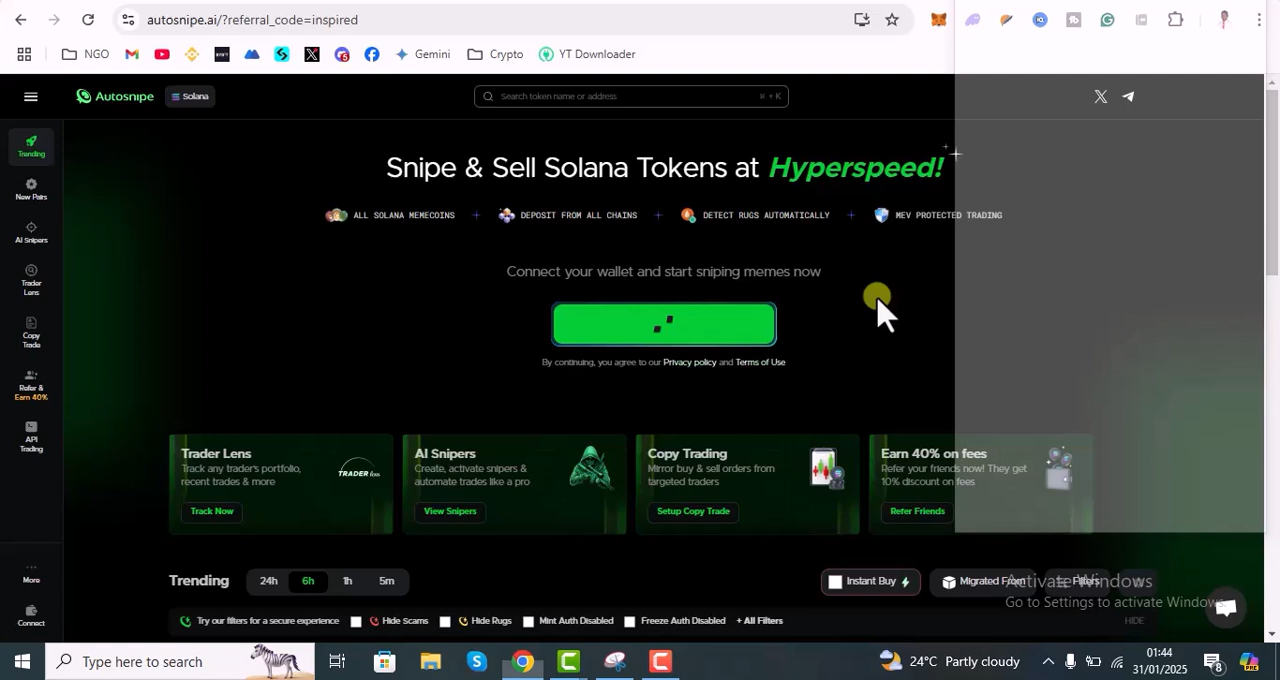 autosnipe.ai/?referral_code=inspired
NGO
Gemini
Crypto
YT Downloader
Autosnipe
Solana
Search token name or address
⌘ + K
Trending
New Pairs
AI Snipers
Trader
Lens
Copy
Trade
Refer &
Earn 40%
API
Trading
More
Connect
Snipe & Sell Solana Tokens at Hyperspeed!
ALL SOLANA MEMECOINS + DEPOSIT FROM ALL CHAINS + DETECT RUGS AUTOMATICALLY + MEV PROTECTED TRADING
Connect your wallet and start sniping memes now
By continuing, you agree to our Privacy policy and Terms of Use
Trader Lens
Track any trader's portfolio,
recent trades & more
Track Now
AI Snipers
Create, activate snipers &
automate trades like a pro
View Snipers
Copy Trading
Mirror buy & sell orders from
targeted traders
Setup Copy Trade
Earn 40% on fees
Refer your friends now! They get
10% discount on fees
Refer Friends
Trending
24h
6h
1h
5m
Instant Buy
Migrated From
Filters
Try our filters for a secure experience
Hide Scams
Hide Rugs
Mint Auth Disabled
Freeze Auth Disabled
+ All Filters
HIDE
Activate Windows
Go to Settings to activate Windows.
Type here to search
24°C Partly cloudy
01:44
31/01/2025
8